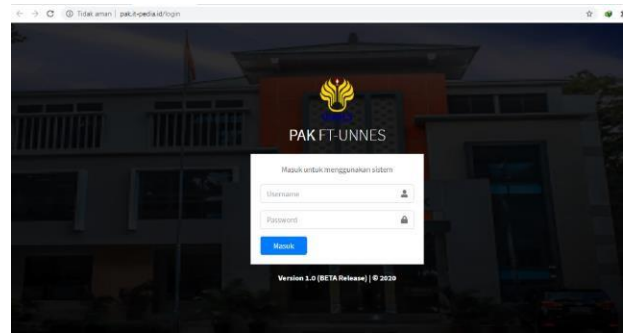 Tidak aman | pak.it-pedia.id/login
PAK FT-UNNES
Masuk untuk menggunakan sistem
Username
Password
Masuk
Version 1.0 (BETA Release) | © 2020